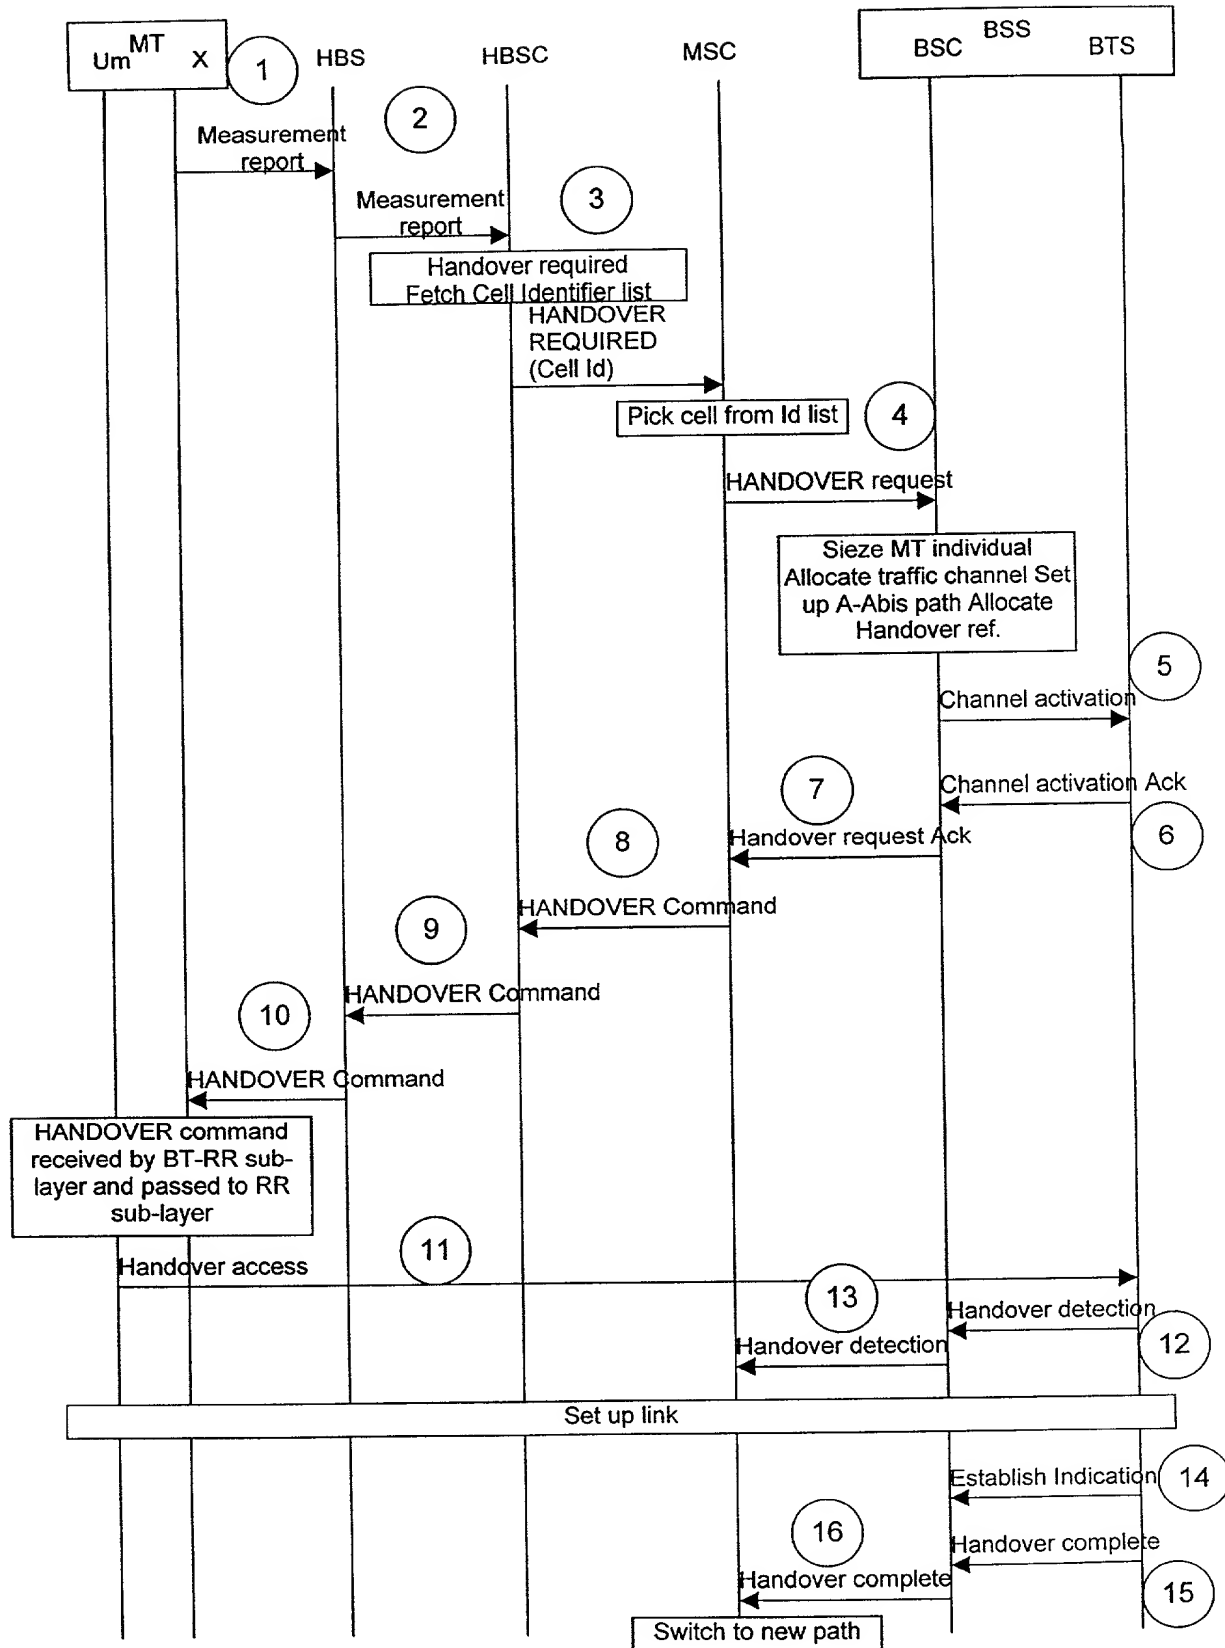 MT
Um X
1
HBS
HBSC
MSC
BSS
BSC
BTS
Measurement
report
2
Measurement
report
3
Handover required
Fetch Cell Identifier list
HANDOVER
REQUIRED
(Cell Id)
Pick cell from Id list
4
HANDOVER request
Sieze MT individual
Allocate traffic channel Set
up A-Abis path Allocate
Handover ref.
5
Channel activation
Channel activation Ack
6
7
Handover request Ack
8
HANDOVER Command
9
HANDOVER Command
10
HANDOVER Command
HANDOVER command
received by BT-RR sub-
layer and passed to RR
sub-layer
11
Handover access
Handover detection
12
13
Handover detection
Set up link
Establish Indication
14
Handover complete
15
16
Handover complete
Switch to new path